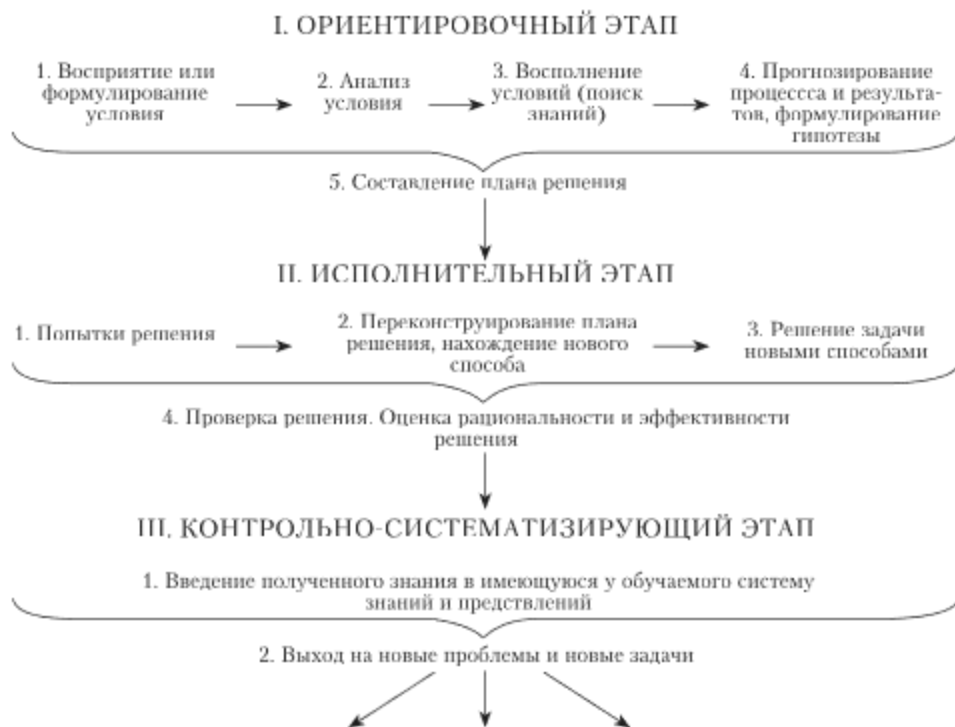 I. ОРИЕНТИРОВОЧНЫЙ ЭТАП
1. Восприятие или
формулирование
условия
2. Анализ
условия
3. Восполнение
условий (поиск
знаний)
4. Прогнозирование
процессса и результа-
тов, формулирование
гипотезы
5. Составление плана решения
II. ИСПОЛНИТЕЛЬНЫЙ ЭТАП
1. Попытки решения
2. Переконструирование плана
решения, нахождение нового
способа
3. Решение задачи
новыми способами
4. Проверка решения. Оценка рациональности и эффективности
решения
III. КОНТРОЛЬНО-СИСТЕМАТИЗИРУЮЩИЙ ЭТАП
1. Введение полученного знания в имеющуюся у обучаемого систему
знаний и предствлений
2. Выход на новые проблемы и новые задачи